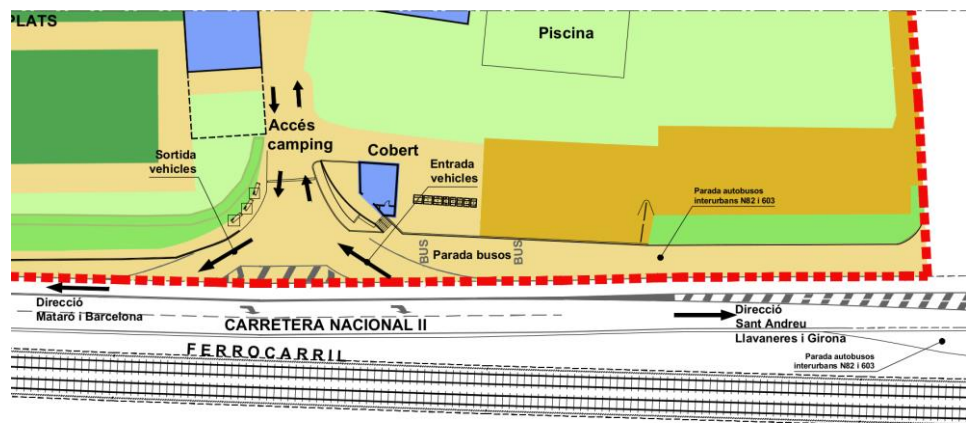 PLATS
Piscina
Accés
camping
Cobert
Sortida
vehicles
Entrada
vehicles
Parada autobusos
interurbans N82 i 603
BUS
Parada busos
BUS
Direcció
Mataró i Barcelona
CARRETERA NACIONAL II
Direcció
Sant Andreu
Llavaneres i Girona
FERROCARRIL
Parada autobusos
interurbans N82 i 603